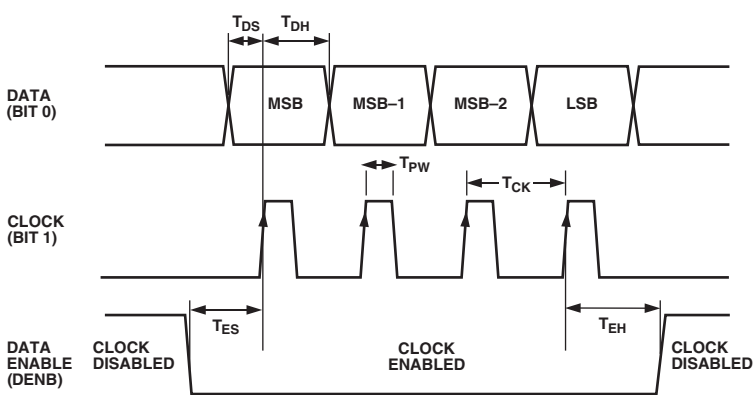 TDS TDH
DATA
(BIT 0)
MSB MSB–1 MSB–2 LSB
TPW
TCK
CLOCK
(BIT 1)
TES
TEH
DATA
ENABLE
(DENB)
CLOCK
DISABLED
CLOCK
ENABLED
CLOCK
DISABLED